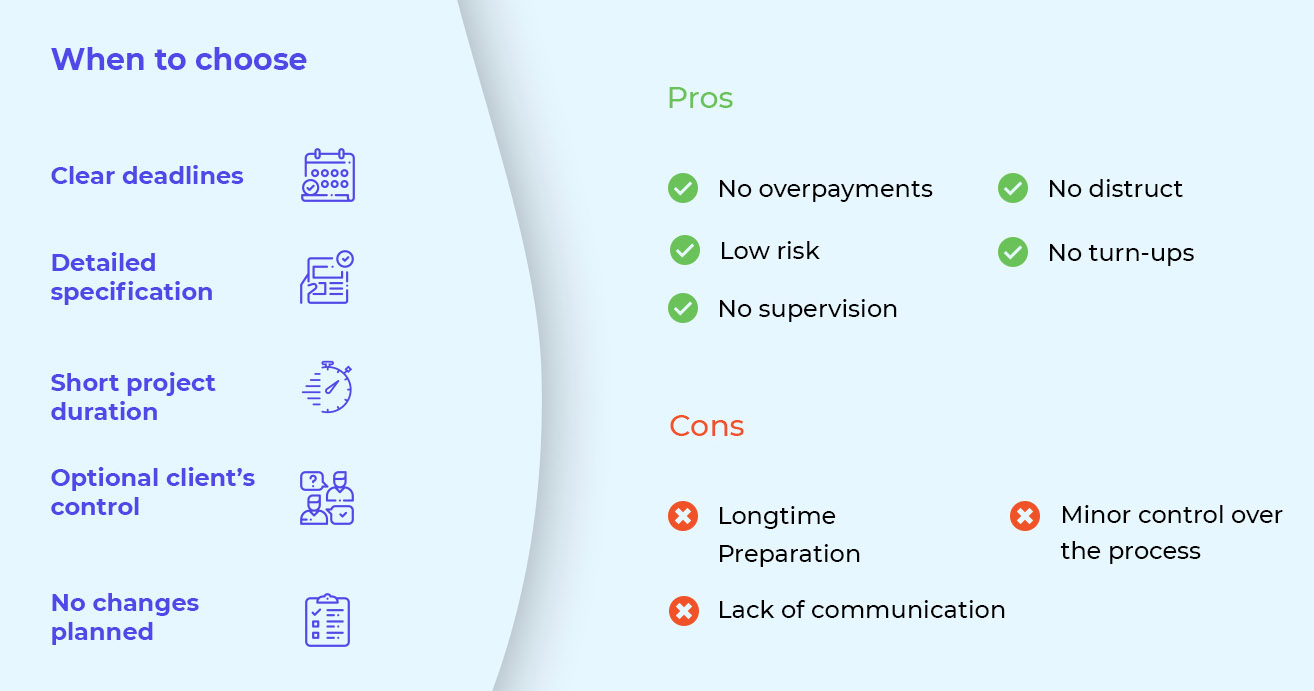 When to choose
Clear deadlines
Detailed
specification
Short project
duration
Optional client’s
control
No changes
planned
Pros
No overpayments
No distruct
Low risk
No turn-ups
No supervision
Cons
Longtime
Preparation
Minor control over
the process
Lack of communication